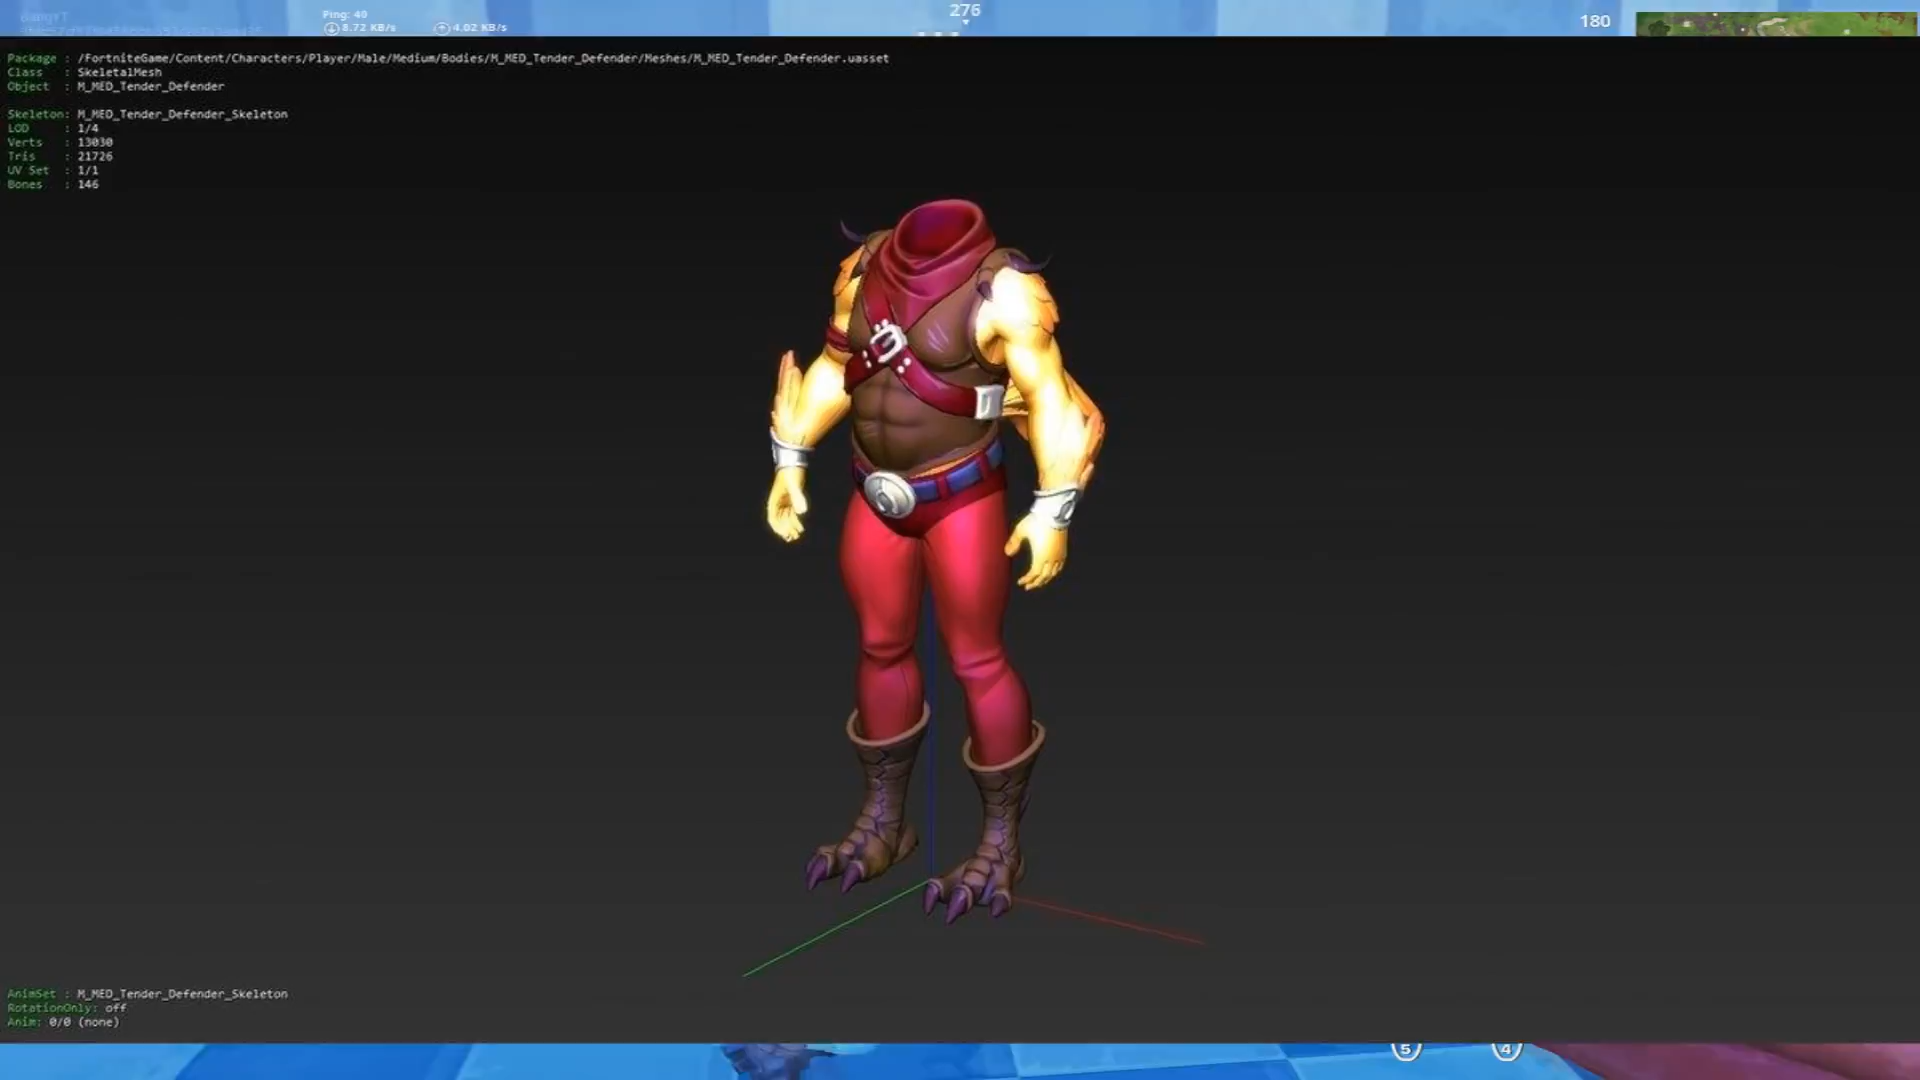 Ping: 40
276
180
8.72 KB/s
4.02 KB/s
Package : /FortniteGame/Content/Characters/Player/Male/Medium/Bodies/M_MED_Tender_Defender/Meshes/M_MED_Tender_Defender.uasset
Class : SkeletalMesh
Object : M_MED_Tender_Defender
Skeleton: M_MED_Tender_Defender_Skeleton
LOD : 1/4
Verts : 13030
Tris : 21726
UV Set : 1/1
Bones : 146
AnimSet : M_MED_Tender_Defender_Skeleton
RotationOnly: off
Anim: 0/0 (none)
5
4